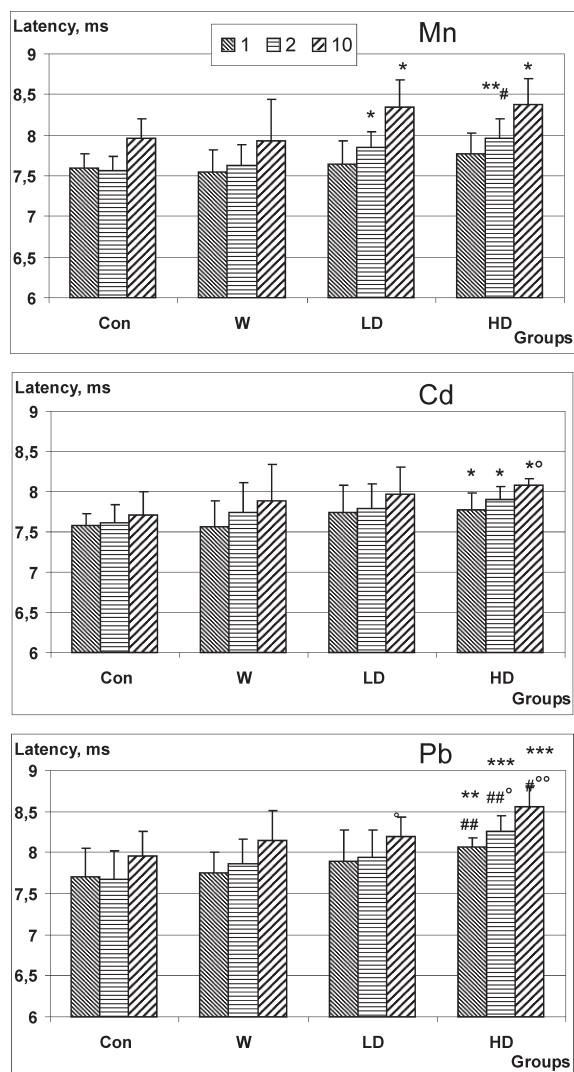 Latency, ms
Mn
1 2 10
9
8,5
8
7,5
7
6,5
6
* * **# *
Con W LD HD
Groups
Latency, ms
Cd
9
8,5
8
7,5
7
6,5
6
* * *°
Con W LD HD
Groups
Latency, ms
Pb
9
8,5
8
7,5
7
6,5
6
** *** ***
° ## ##° #°°
Con W LD HD
Groups